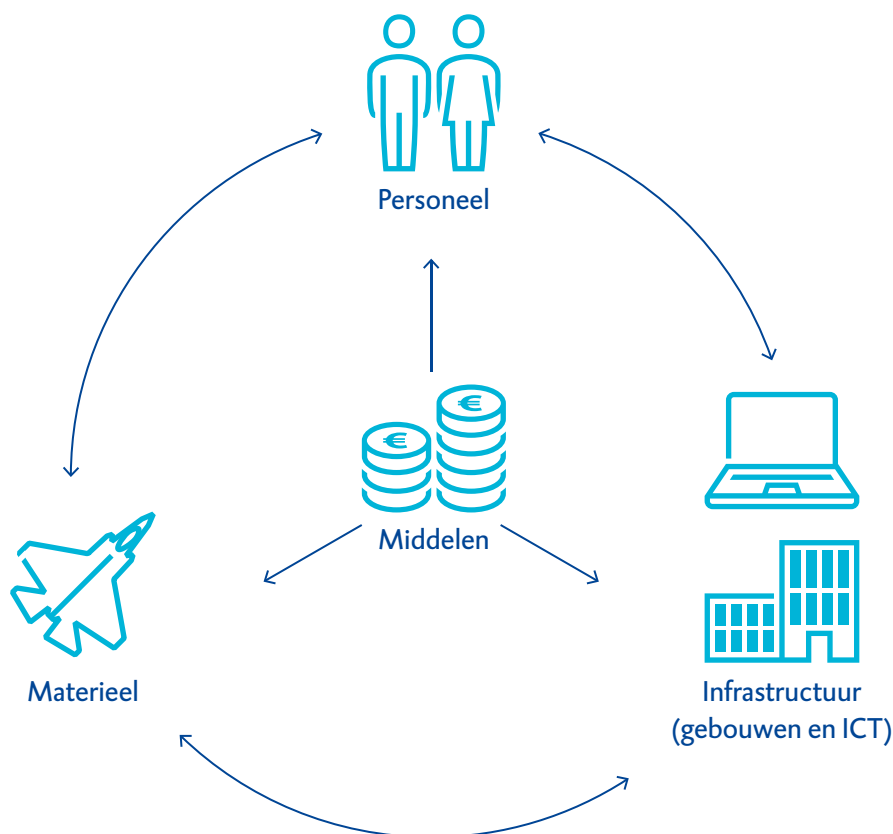 Personeel
€
€
Middelen
Materieel
Infrastructuur
(gebouwen en ICT)